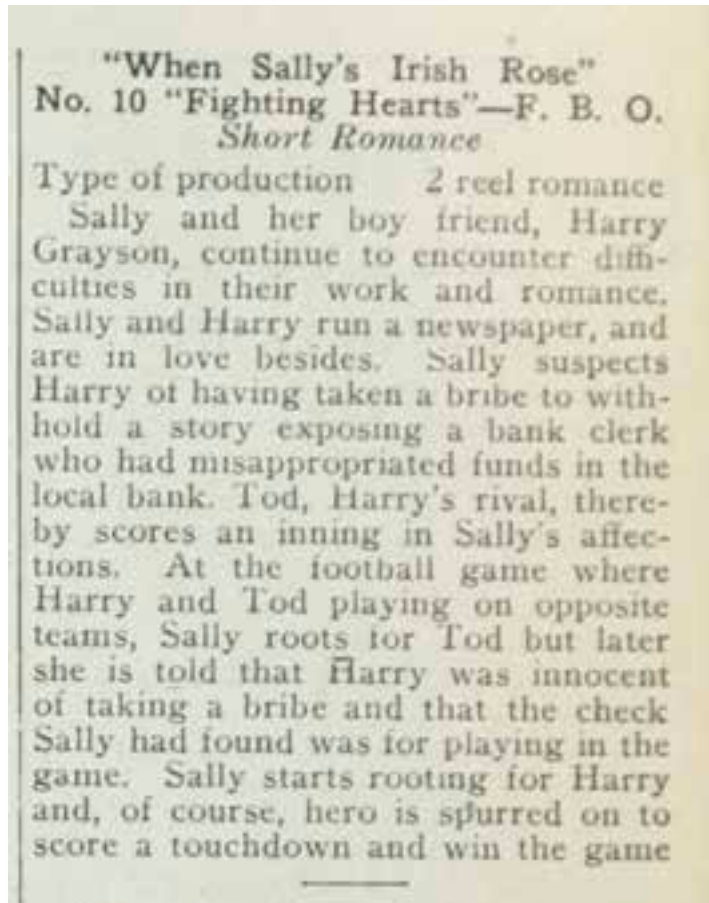 "When Sally's Irish Rose"
No. 10 "Fighting Hearts"—F. B. O.
Short Romance
Type of production 2 reel romance
Sally and her boy friend, Harry
Grayson, continue to encounter diffi-
culties in their work and romance.
Sally and Harry run a newspaper, and
are in love besides. Sally suspects
Harry of having taken a bribe to with-
hold a story exposing a bank clerk
who had misappropriated funds in the
local bank. Tod, Harry's rival, there-
by scores an inning in Sally's affec-
tions. At the football game where
Harry and Tod playing on opposite
teams, Sally roots for Tod but later
she is told that Harry was innocent
of taking a bribe and that the check
Sally had found was for playing in the
game. Sally starts rooting for Harry
and, of course, hero is spurred on to
score a touchdown and win the game